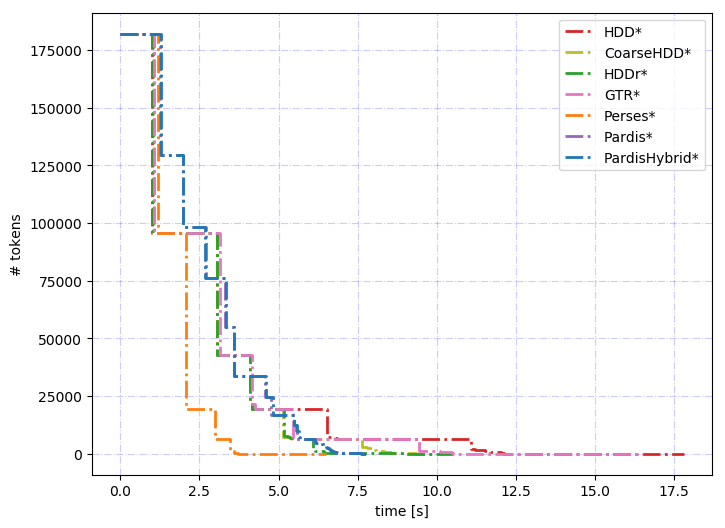 175000
150000
125000
100000
75000
50000
25000
0
# tokens
HDD*
CoarseHDD*
HDDr*
GTR*
Perses*
Pardis*
PardisHybrid*
0.0 2.5 5.0 7.5 10.0 12.5 15.0 17.5
time [s]